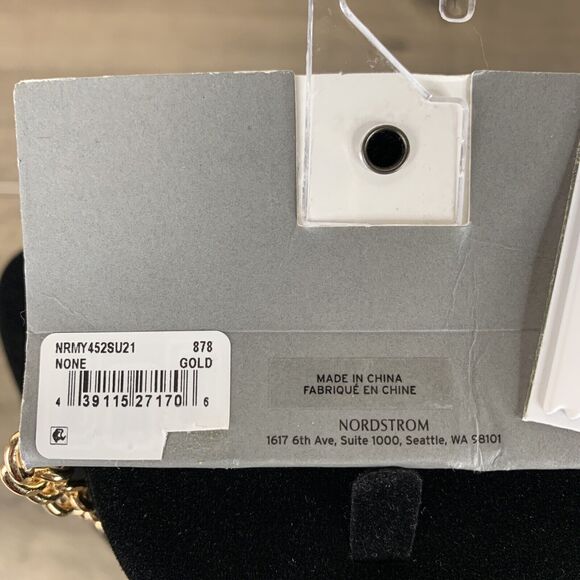 NRMY452SU21 878
NONE GOLD
4 39115 27170 6
MADE IN CHINA
FABRIQUÉ EN CHINE
NORDSTROM
1617 6th Ave, Suite 1000, Seattle, WA 98101